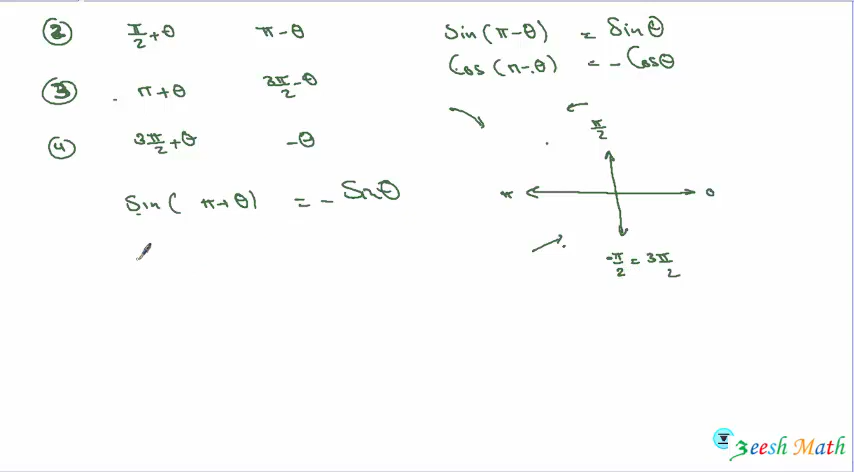 ② π/2 + θ π - θ
③ π + θ 3π/2 - θ
④ 3π/2 + θ - θ
Sin ( π + θ ) = - Sinθ
Sin ( π - θ ) = Sinθ
Cos ( π - θ ) = - Cosθ
π/2
π 0
-π/2 = 3π/2
Zeesh Math